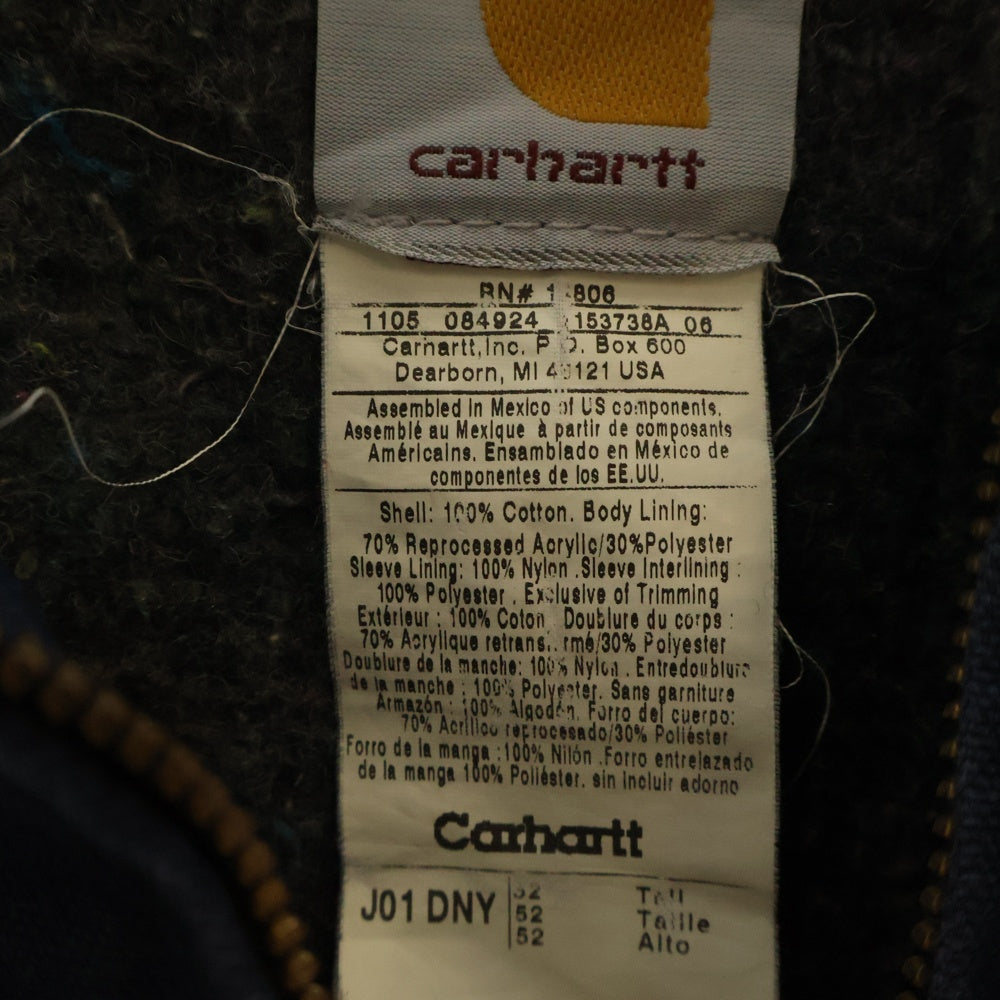 carhartt
RN# 1 806
1105 084924 153738A 06
Carhartt,Inc. P.O. Box 600
Dearborn, MI 4 121 USA
Assembled In Mexico of US components.
Assemblé au Mexique à partir de composants
Américains. Ensamblado en México de
componentes de los EE.UU.
Shell: 100% Cotton. Body Lining:
70% Reprocessed Acrylic/30%Polyester
Sleeve Lining: 100% Nylon .Sleeve Interlining :
100% Polyester . Exclusive of Trimming
Extérieur : 100% Coton Doublure du corps :
70% Acrylique retransformé/30% Polyester
Doublure de la manche: 100% Nylon . Entredoublure
de la manche : 100% Polyester. Sans garniture
Armazón : 100% Algodón. Forro del cuerpo:
70% Acrílico reprocesado/30% Poliéster
Forro de la manga :100% Nilón .Forro entrelazado
de la manga 100% Poliéster. sin incluir adorno
Carhartt
J01 DNY 52 Tall
52 Taille
52 Alto